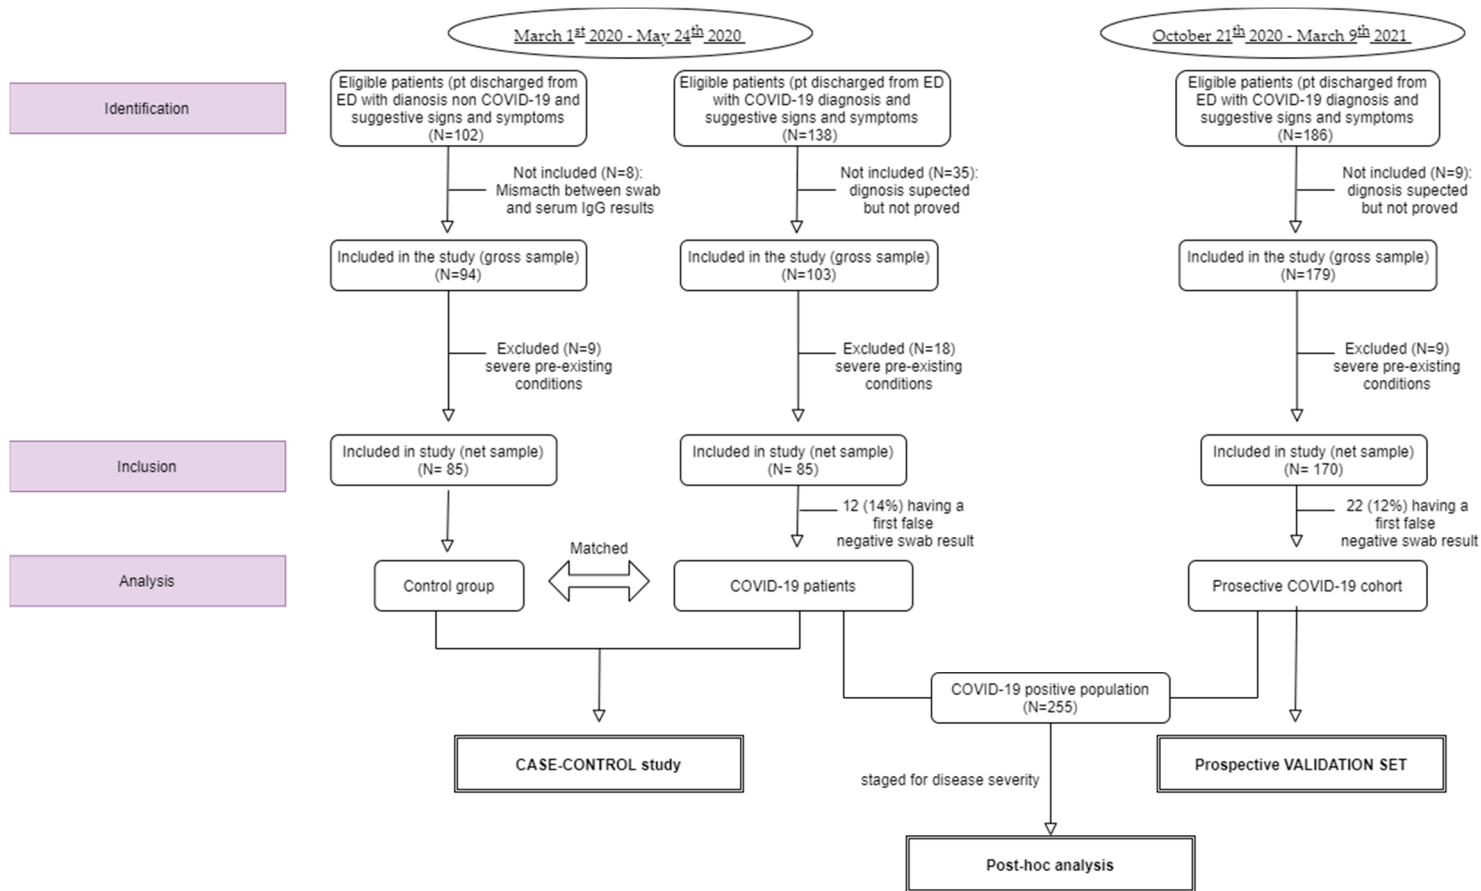 March 1st 2020 - May 24th 2020
October 21th 2020 - March 9th 2021
Identification
Eligible patients (pt discharged from
ED with dianosis non COVID-19 and
suggestive signs and symptoms
(N=102)
Eligible patients (pt discharged from ED
with COVID-19 diagnosis and
suggestive signs and symptoms
(N=138)
Eligible patients (pt discharged from
ED with COVID-19 diagnosis and
suggestive signs and symptoms
(N=186)
Not included (N=8):
Mismacth between swab
and serum IgG results
Not included (N=35):
dignosis supected
but not proved
Not included (N=9):
dignosis supected
but not proved
Included in the study (gross sample)
(N=94)
Included in the study (gross sample)
(N=103)
Included in the study (gross sample)
(N=179)
Excluded (N=9)
severe pre-existing
conditions
Excluded (N=18)
severe pre-existing
conditions
Excluded (N=9)
severe pre-existing
conditions
Inclusion
Included in study (net sample)
(N= 85)
Included in study (net sample)
(N= 85)
Included in study (net sample)
(N= 170)
12 (14%) having a
first false
negative swab result
22 (12%) having a
first false
negative swab result
Analysis
Control group
Matched
COVID-19 patients
Prosective COVID-19 cohort
COVID-19 positive population
(N=255)
CASE-CONTROL study
Prospective VALIDATION SET
staged for disease severity
Post-hoc analysis